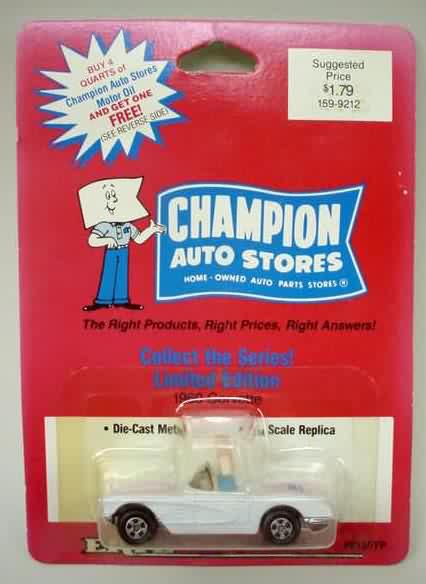 BUY 4
QUARTS of
Champion Auto Stores
Motor Oil
AND GET ONE
FREE!
(SEE REVERSE SIDE)
Suggested
Price
$1.79
159-9212
CHAMPION
AUTO STORES
HOME-OWNED AUTO PARTS STORES®
The Right Products, Right Prices, Right Answers!
Collect the Series!
Limited Edition
1960 Corvette
• Die-Cast Scale Replica